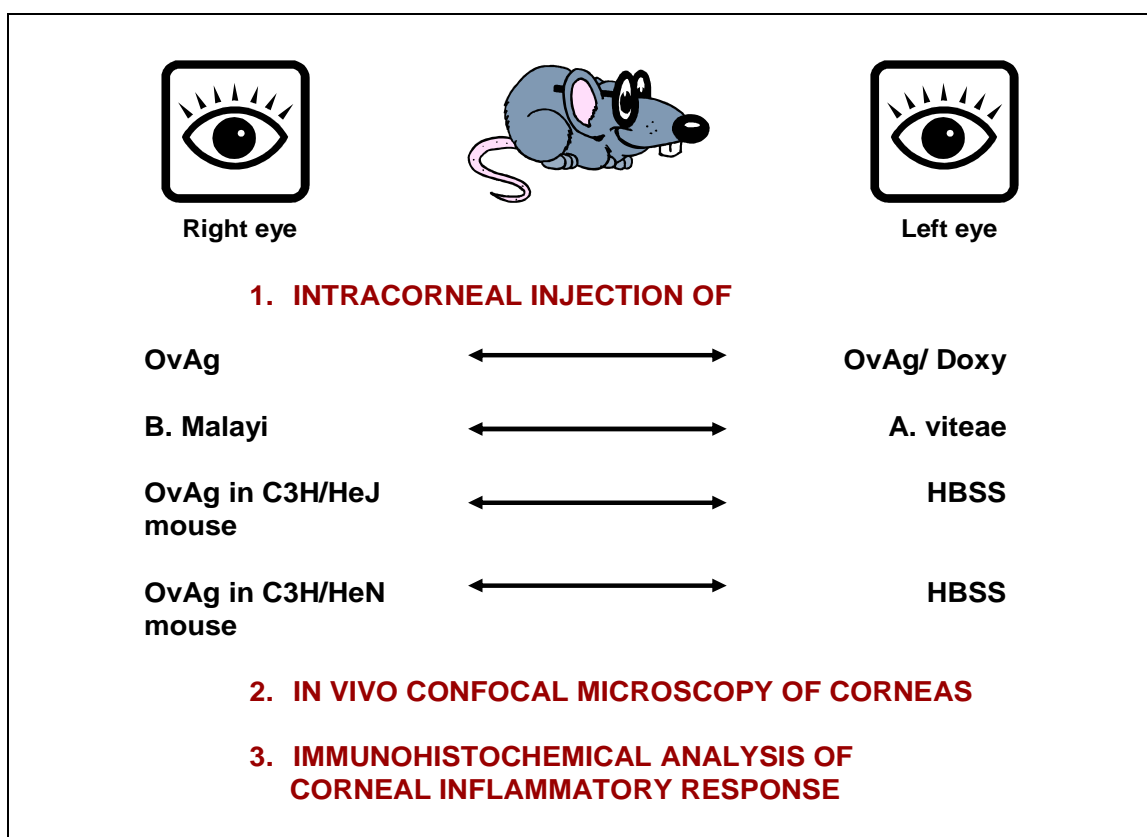 Right eye
Left eye
1. INTRACORNEAL INJECTION OF
OvAg OvAg/ Doxy
B. Malayi A. viteae
OvAg in C3H/HeJ HBSS
mouse
OvAg in C3H/HeN HBSS
mouse
2. IN VIVO CONFOCAL MICROSCOPY OF CORNEAS
3. IMMUNOHISTOCHEMICAL ANALYSIS OF
CORNEAL INFLAMMATORY RESPONSE